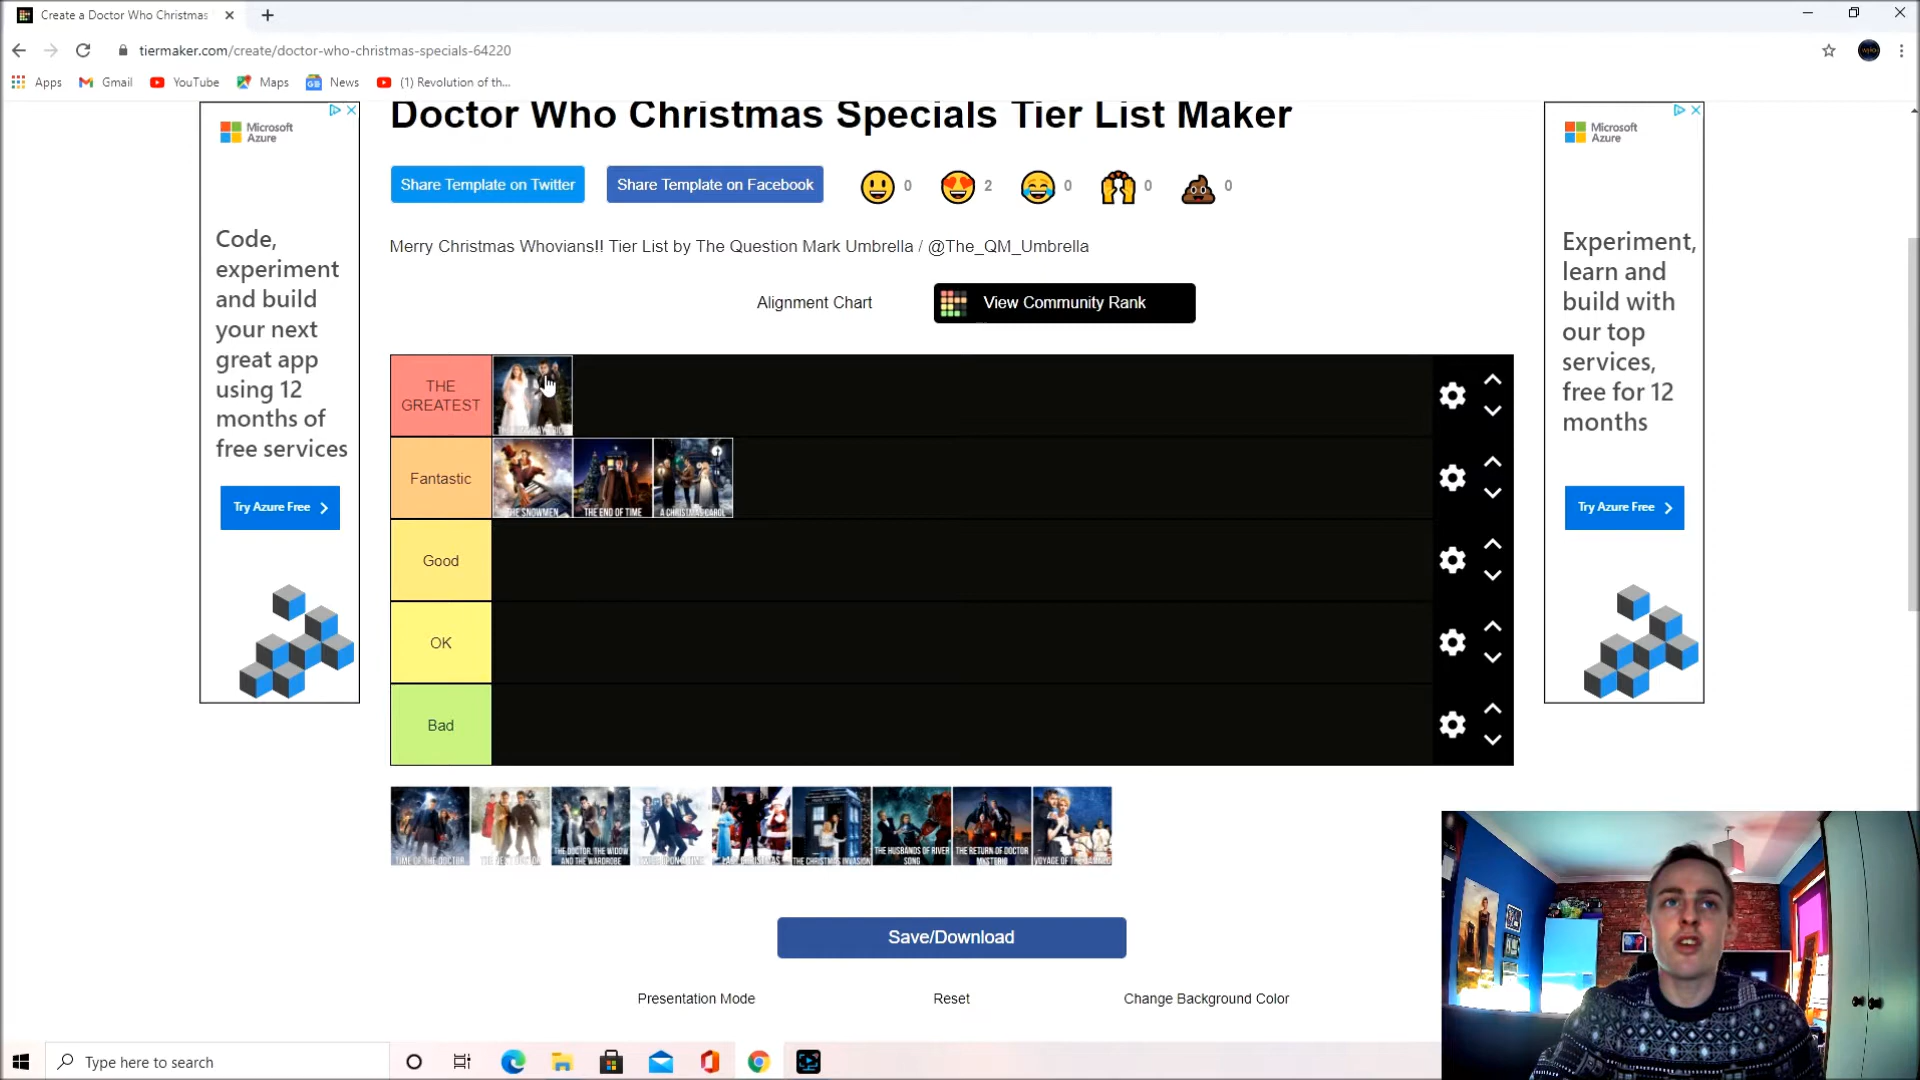 Create a Doctor Who Christmas
tiermaker.com/create/doctor-who-christmas-specials-64220
Apps Gmail YouTube Maps News (1) Revolution of th...
Doctor Who Christmas Specials Tier List Maker
Microsoft
Azure
Code,
experiment
and build
your next
great app
using 12
months of
free services
Try Azure Free
Share Template on Twitter Share Template on Facebook 0 2 0 0 0
Merry Christmas Whovians!! Tier List by The Question Mark Umbrella / @The_QM_Umbrella
Alignment Chart View Community Rank
THE
GREATEST
Fantastic
THE SNOWMEN THE END OF TIME A CHRISTMAS CAROL
Good
OK
Bad
TIME OF THE DOCTOR
THE DOCTOR, THE WIDOW
AND THE WARDROBE
LAST CHRISTMAS
THE CHRISTMAS INVASION
THE HUSBANDS OF RIVER
SONG
THE RETURN OF DOCTOR
MYSTERIO
VOYAGE OF THE DAMNED
Save/Download
Presentation Mode Reset Change Background Color
Microsoft
Azure
Experiment,
learn and
build with
our top
services,
free for 12
months
Try Azure Free
Type here to search